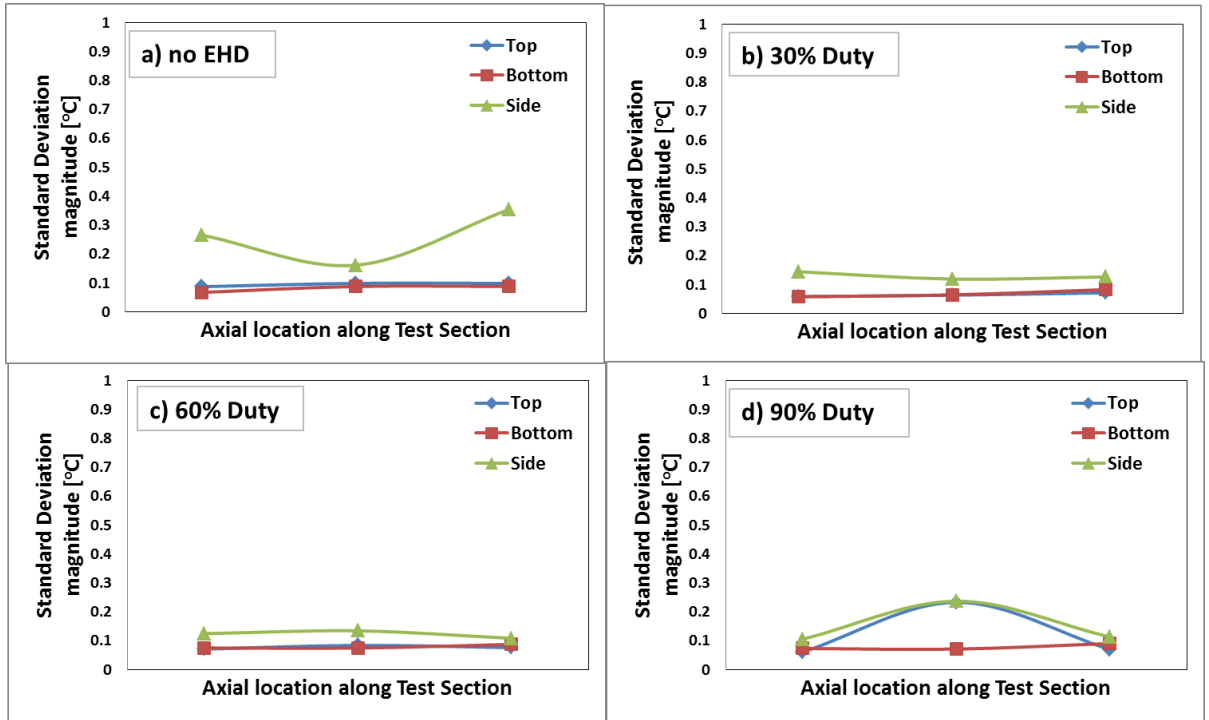 a) no EHD
Top
Bottom
Side
1
0.9
0.8
0.7
0.6
0.5
0.4
0.3
0.2
0.1
0
Standard Deviation
magnitude [°C]
Axial location along Test Section
b) 30% Duty
Top
Bottom
Side
1
0.9
0.8
0.7
0.6
0.5
0.4
0.3
0.2
0.1
0
Standard Deviation
magnitude [°C]
Axial location along Test Section
c) 60% Duty
Top
Bottom
Side
1
0.9
0.8
0.7
0.6
0.5
0.4
0.3
0.2
0.1
0
Standard Deviation
magnitude [°C]
Axial location along Test Section
d) 90% Duty
Top
Bottom
Side
1
0.9
0.8
0.7
0.6
0.5
0.4
0.3
0.2
0.1
0
Standard Deviation
magnitude [°C]
Axial location along Test Section